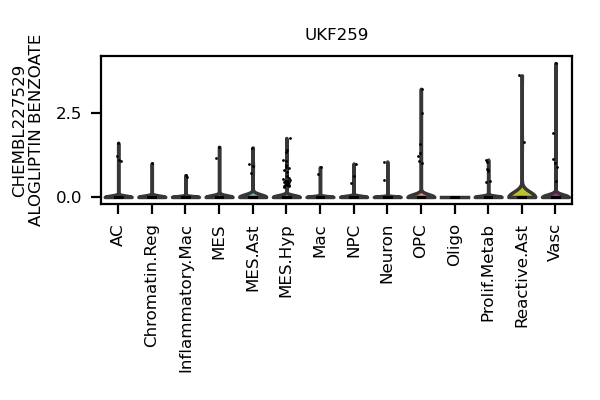 UKF259
CHEMBL227529
ALOGLIPTIN BENZOATE
2.5
0.0
AC
Chromatin.Reg
Inflammatory.Mac
MES
MES.Ast
MES.Hyp
Mac
NPC
Neuron
OPC
Oligo
Prolif.Metab
Reactive.Ast
Vasc